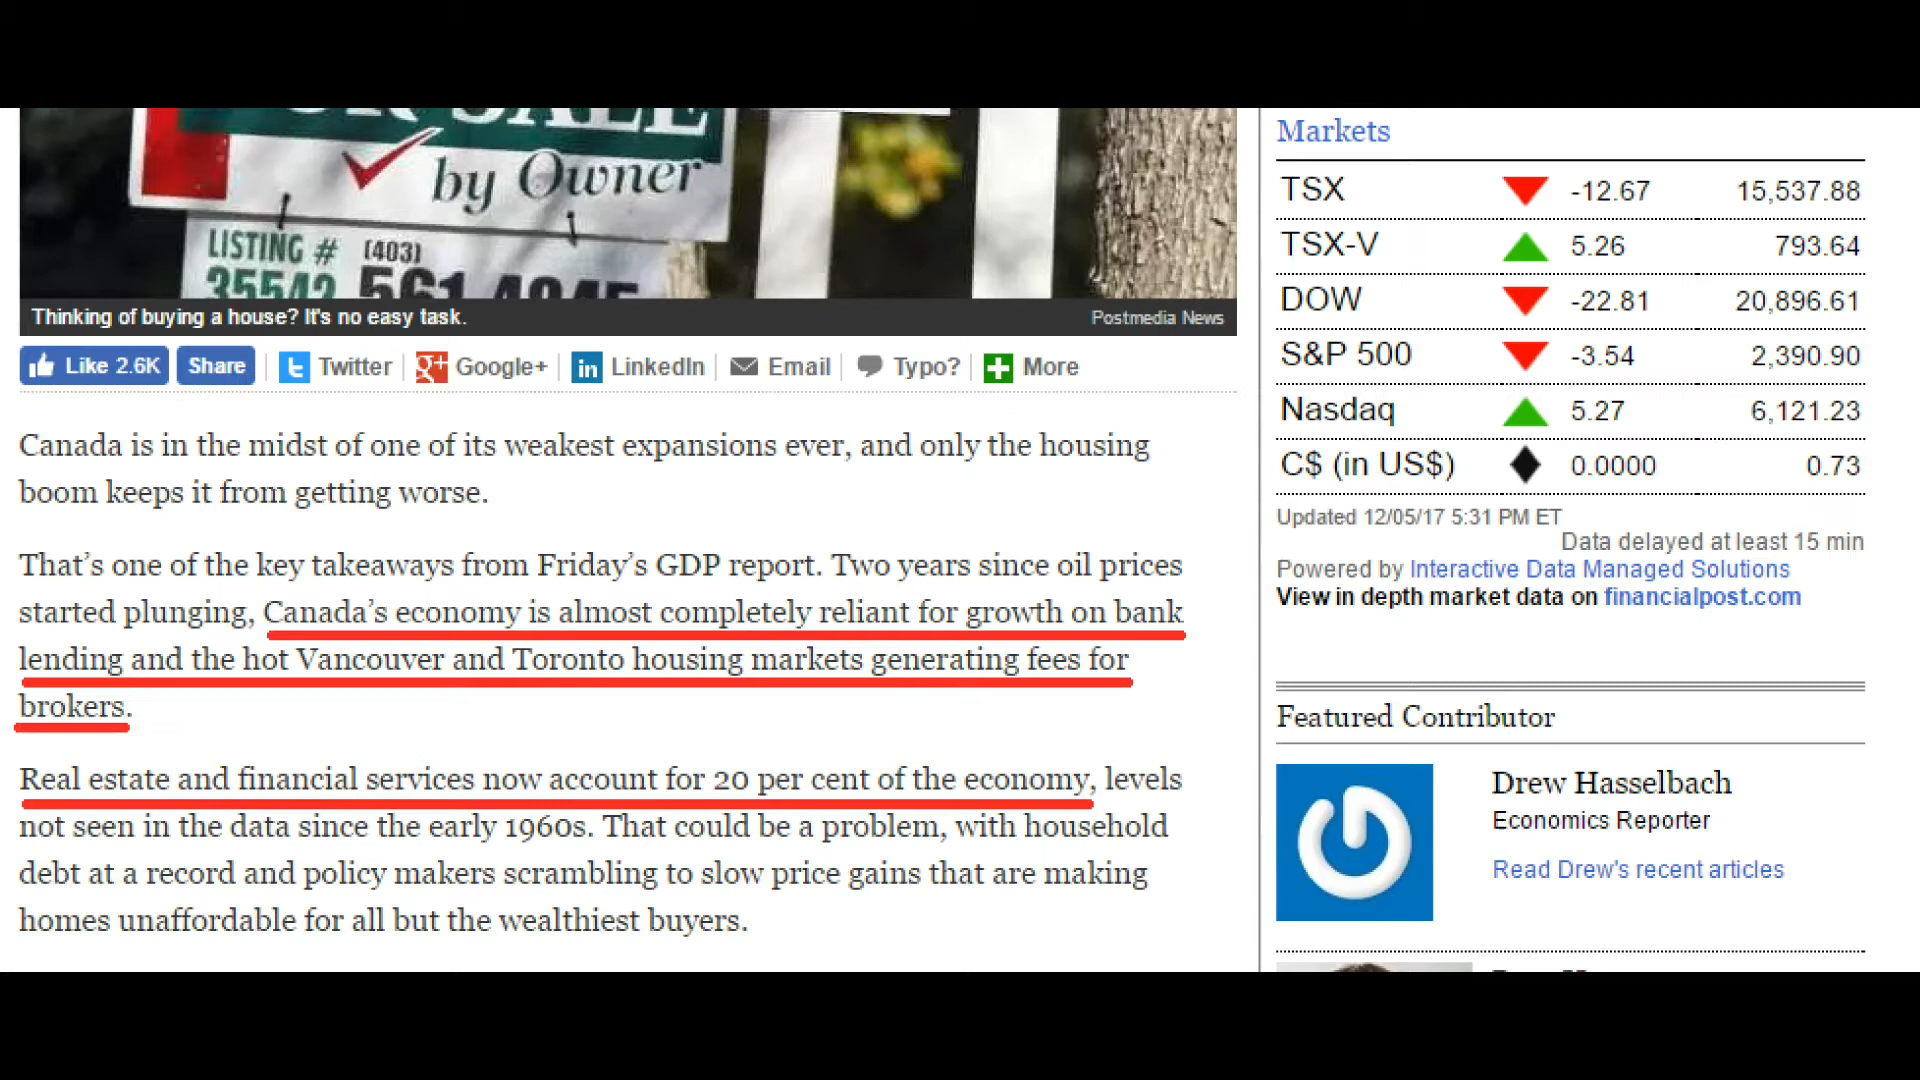 by Owner
LISTING # (403)
35542 561-4045
Thinking of buying a house? It's no easy task.
Postmedia News
Like 2.6K Share Twitter Google+ LinkedIn Email Typo? More
Canada is in the midst of one of its weakest expansions ever, and only the housing
boom keeps it from getting worse.
That’s one of the key takeaways from Friday’s GDP report. Two years since oil prices
started plunging, Canada’s economy is almost completely reliant for growth on bank
lending and the hot Vancouver and Toronto housing markets generating fees for
brokers.
Real estate and financial services now account for 20 per cent of the economy, levels
not seen in the data since the early 1960s. That could be a problem, with household
debt at a record and policy makers scrambling to slow price gains that are making
homes unaffordable for all but the wealthiest buyers.
Markets
TSX -12.67 15,537.88
TSX-V 5.26 793.64
DOW -22.81 20,896.61
S&P 500 -3.54 2,390.90
Nasdaq 5.27 6,121.23
C$ (in US$) 0.0000 0.73
Updated 12/05/17 5:31 PM ET
Data delayed at least 15 min
Powered by Interactive Data Managed Solutions
View in depth market data on financialpost.com
Featured Contributor
Drew Hasselbach
Economics Reporter
Read Drew's recent articles